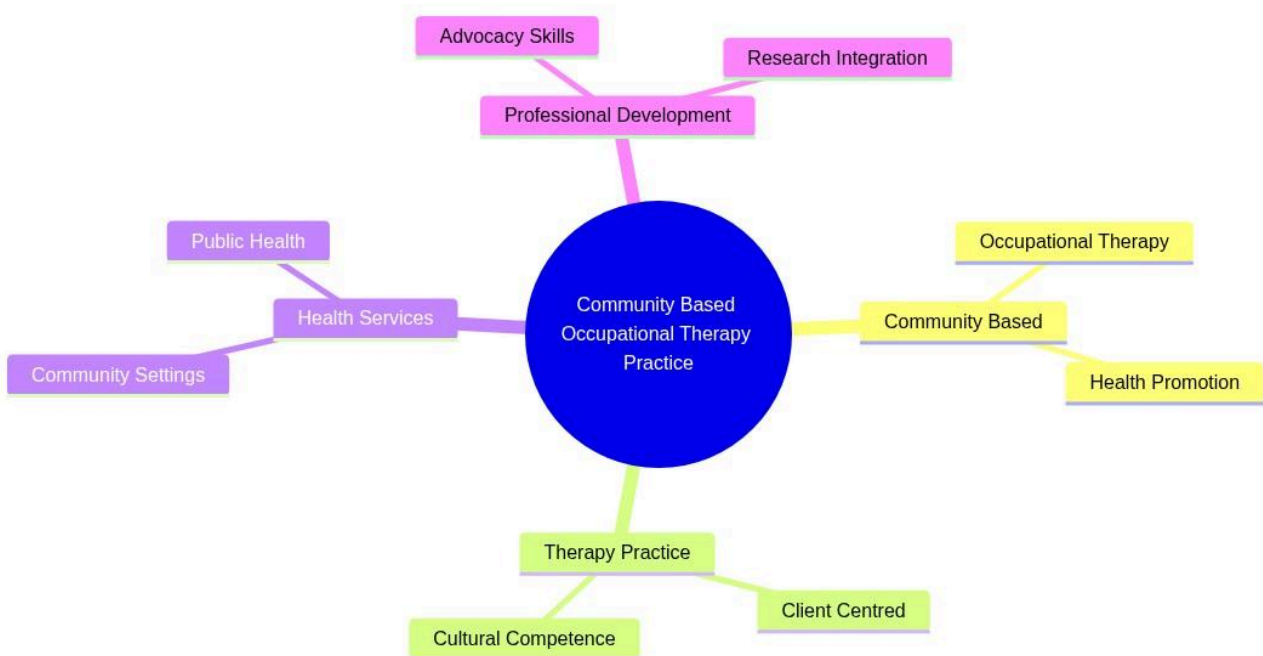 Advocacy Skills
Research Integration
Professional Development
Public Health
Occupational Therapy
Health Services
Community Based
Occupational Therapy
Practice
Community Based
Community Settings
Health Promotion
Therapy Practice
Client Centred
Cultural Competence